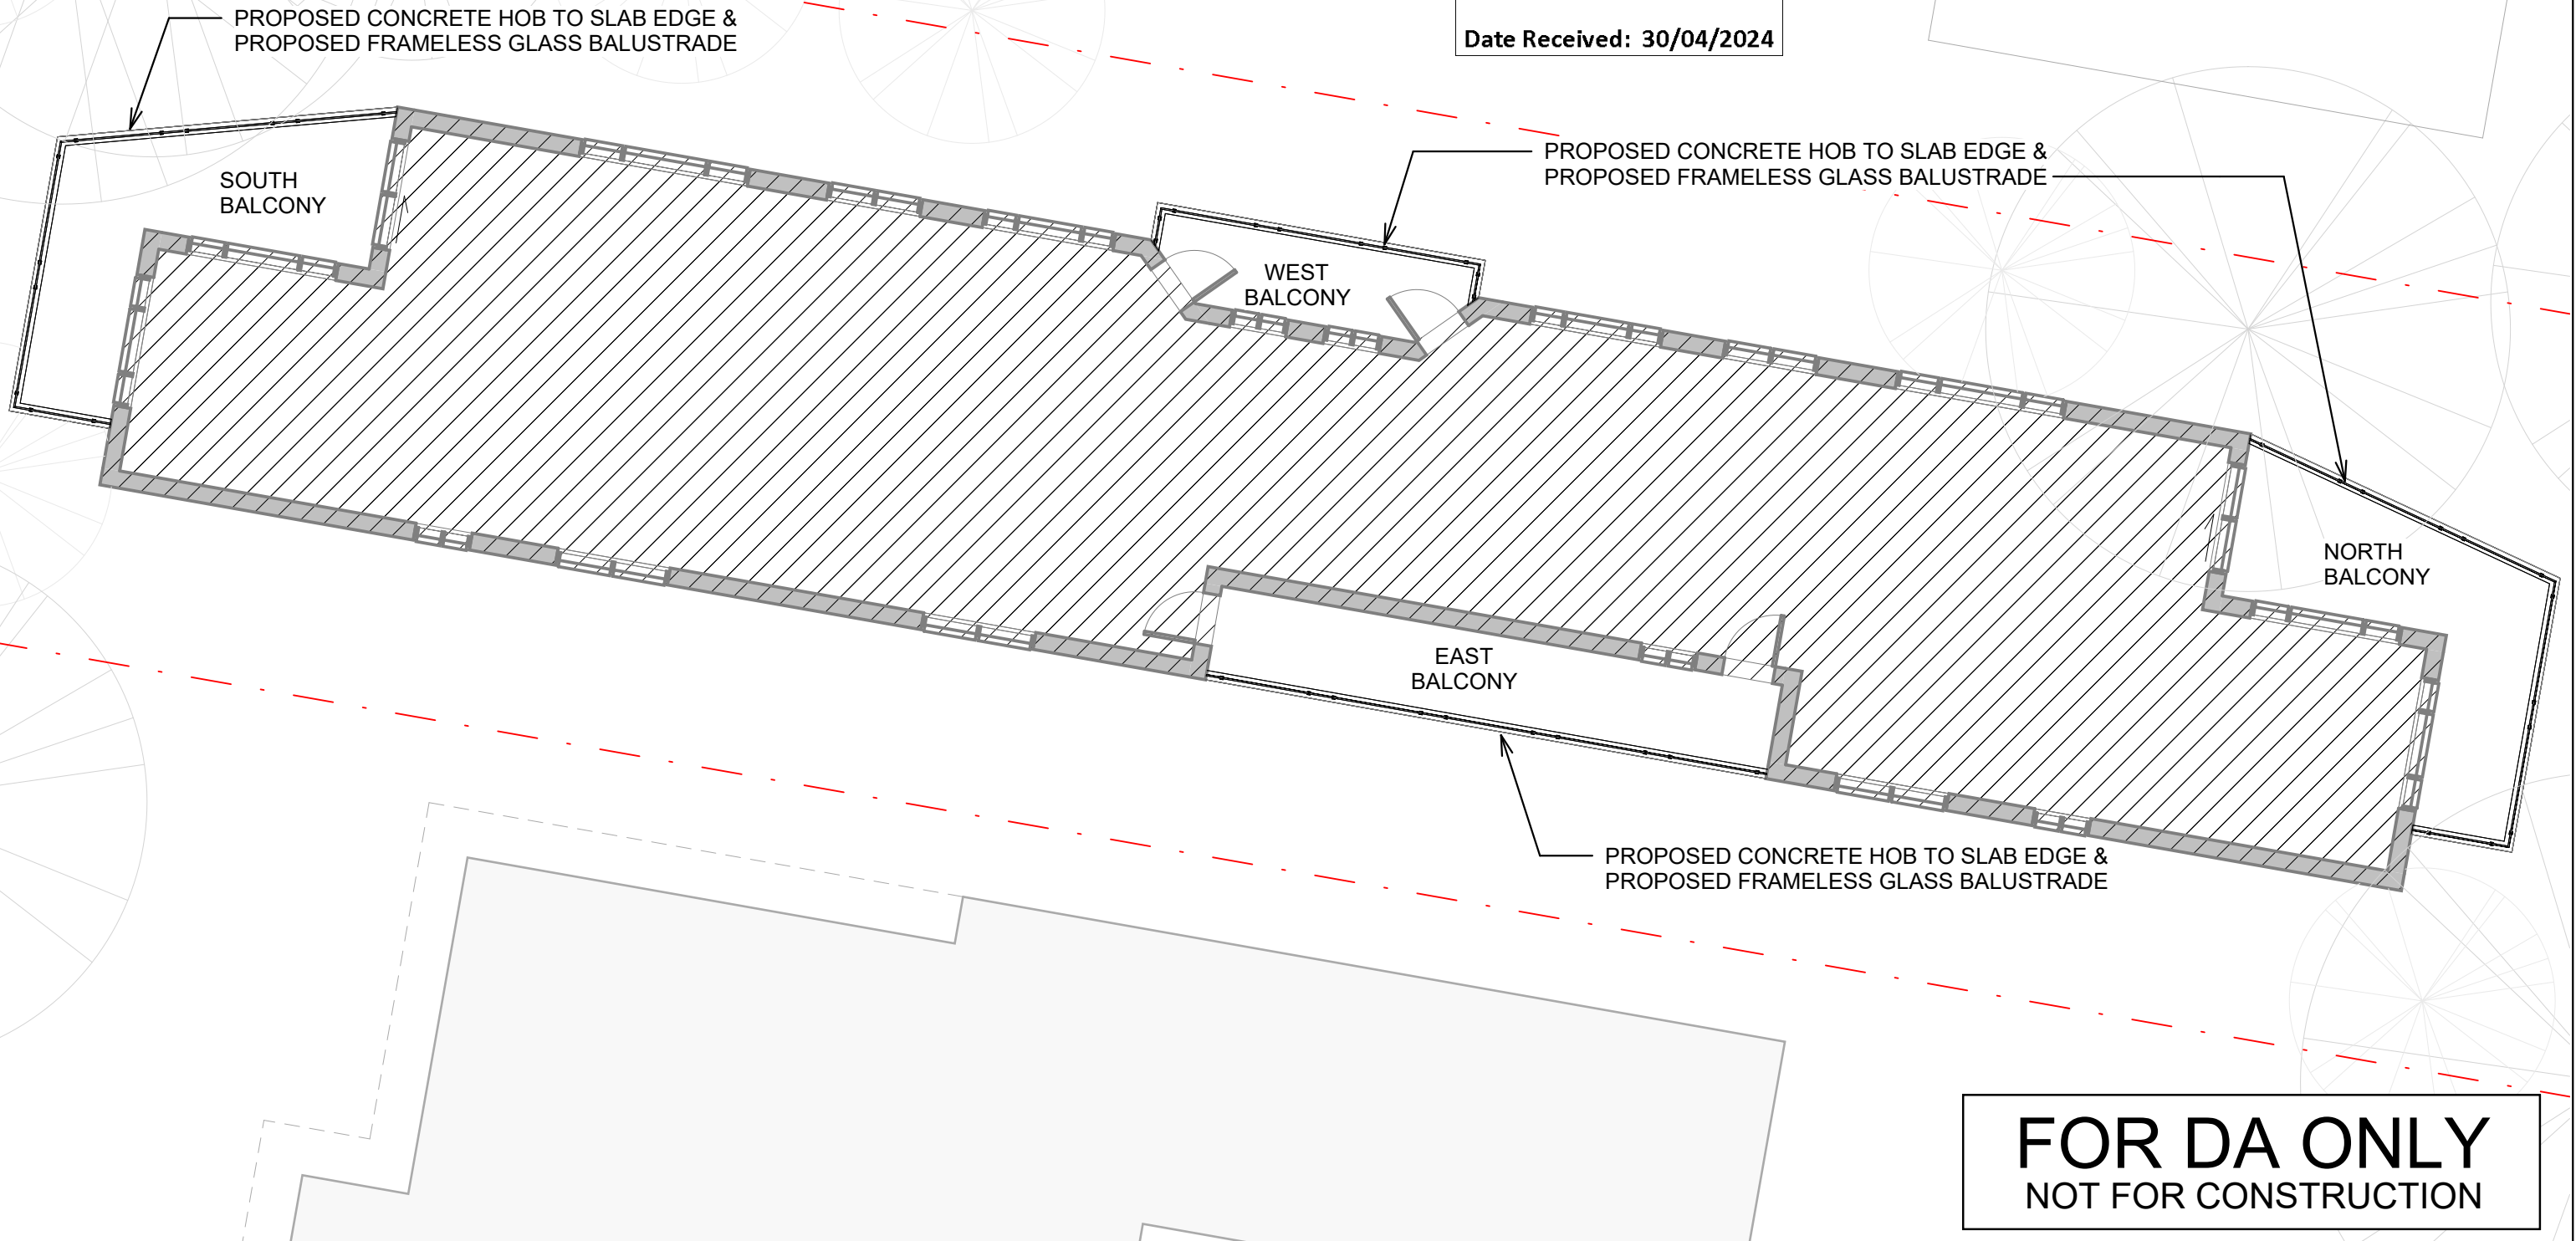 PROPOSED CONCRETE HOB TO SLAB EDGE &
PROPOSED FRAMELESS GLASS BALUSTRADE
Date Received: 30/04/2024
PROPOSED CONCRETE HOB TO SLAB EDGE &
PROPOSED FRAMELESS GLASS BALUSTRADE
SOUTH
BALCONY
WEST
BALCONY
NORTH
BALCONY
EAST
BALCONY
PROPOSED CONCRETE HOB TO SLAB EDGE &
PROPOSED FRAMELESS GLASS BALUSTRADE
FOR DA ONLY
NOT FOR CONSTRUCTION